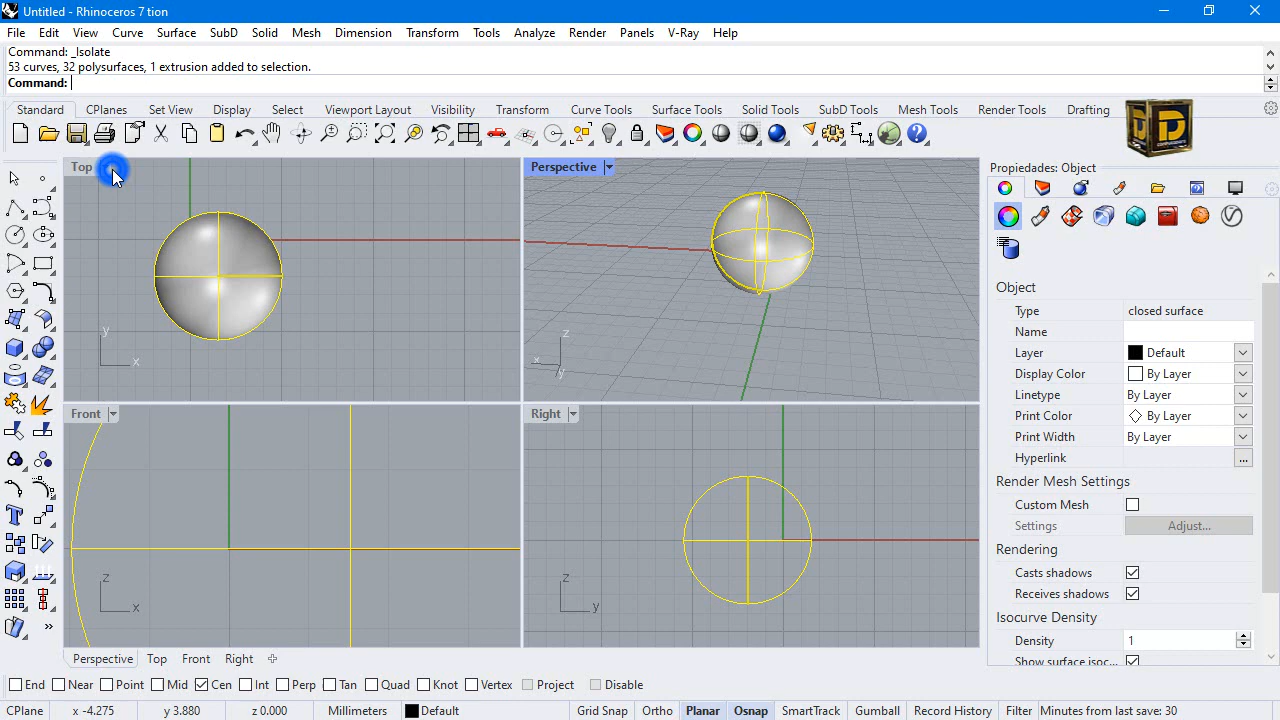 Untitled - Rhinoceros 7 tion
File Edit View Curve Surface SubD Solid Mesh Dimension Transform Tools Analyze Render Panels V-Ray Help
Command: _Isolate
53 curves, 32 polysurfaces, 1 extrusion added to selection.
Command:
Standard CPlanes Set View Display Select Viewport Layout Visibility Transform Curve Tools Surface Tools Solid Tools SubD Tools Mesh Tools Render Tools Drafting
Top
Perspective
y
x
z
x
y
Front
Right
z
x
z
y
Perspective Top Front Right
Propiedades: Object
Object
Type closed surface
Name
Layer Default
Display Color By Layer
Linetype By Layer
Print Color By Layer
Print Width By Layer
Hyperlink ...
Render Mesh Settings
Custom Mesh
Settings Adjust...
Rendering
Casts shadows
Receives shadows
Isocurve Density
Density 1
Show surface isoc...
End Near Point Mid Cen Int Perp Tan Quad Knot Vertex Project Disable
CPlane x -4.275 y 3.880 z 0.000 Millimeters Default Grid Snap Ortho Planar Osnap SmartTrack Gumball Record History Filter Minutes from last save: 30